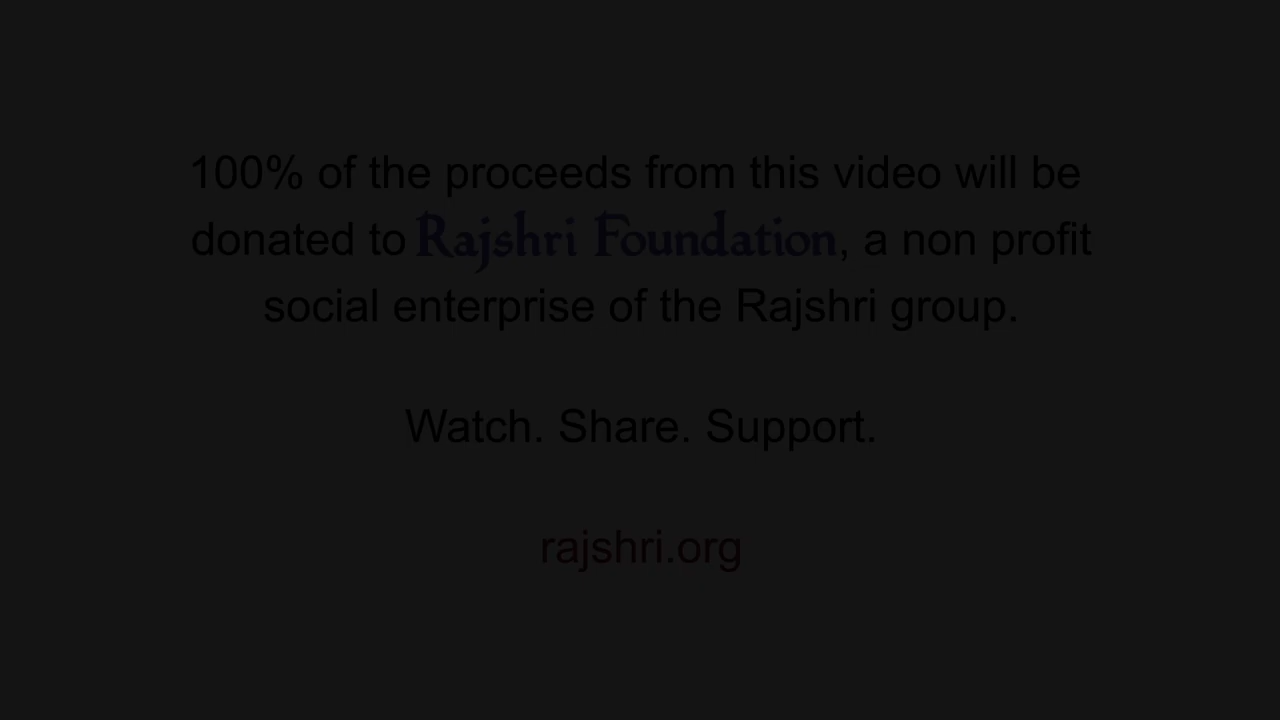 100% of the proceeds from this video will be
donated to Rajshri Foundation, a non profit
social enterprise of the Rajshri group.
Watch. Share. Support.
rajshri.org